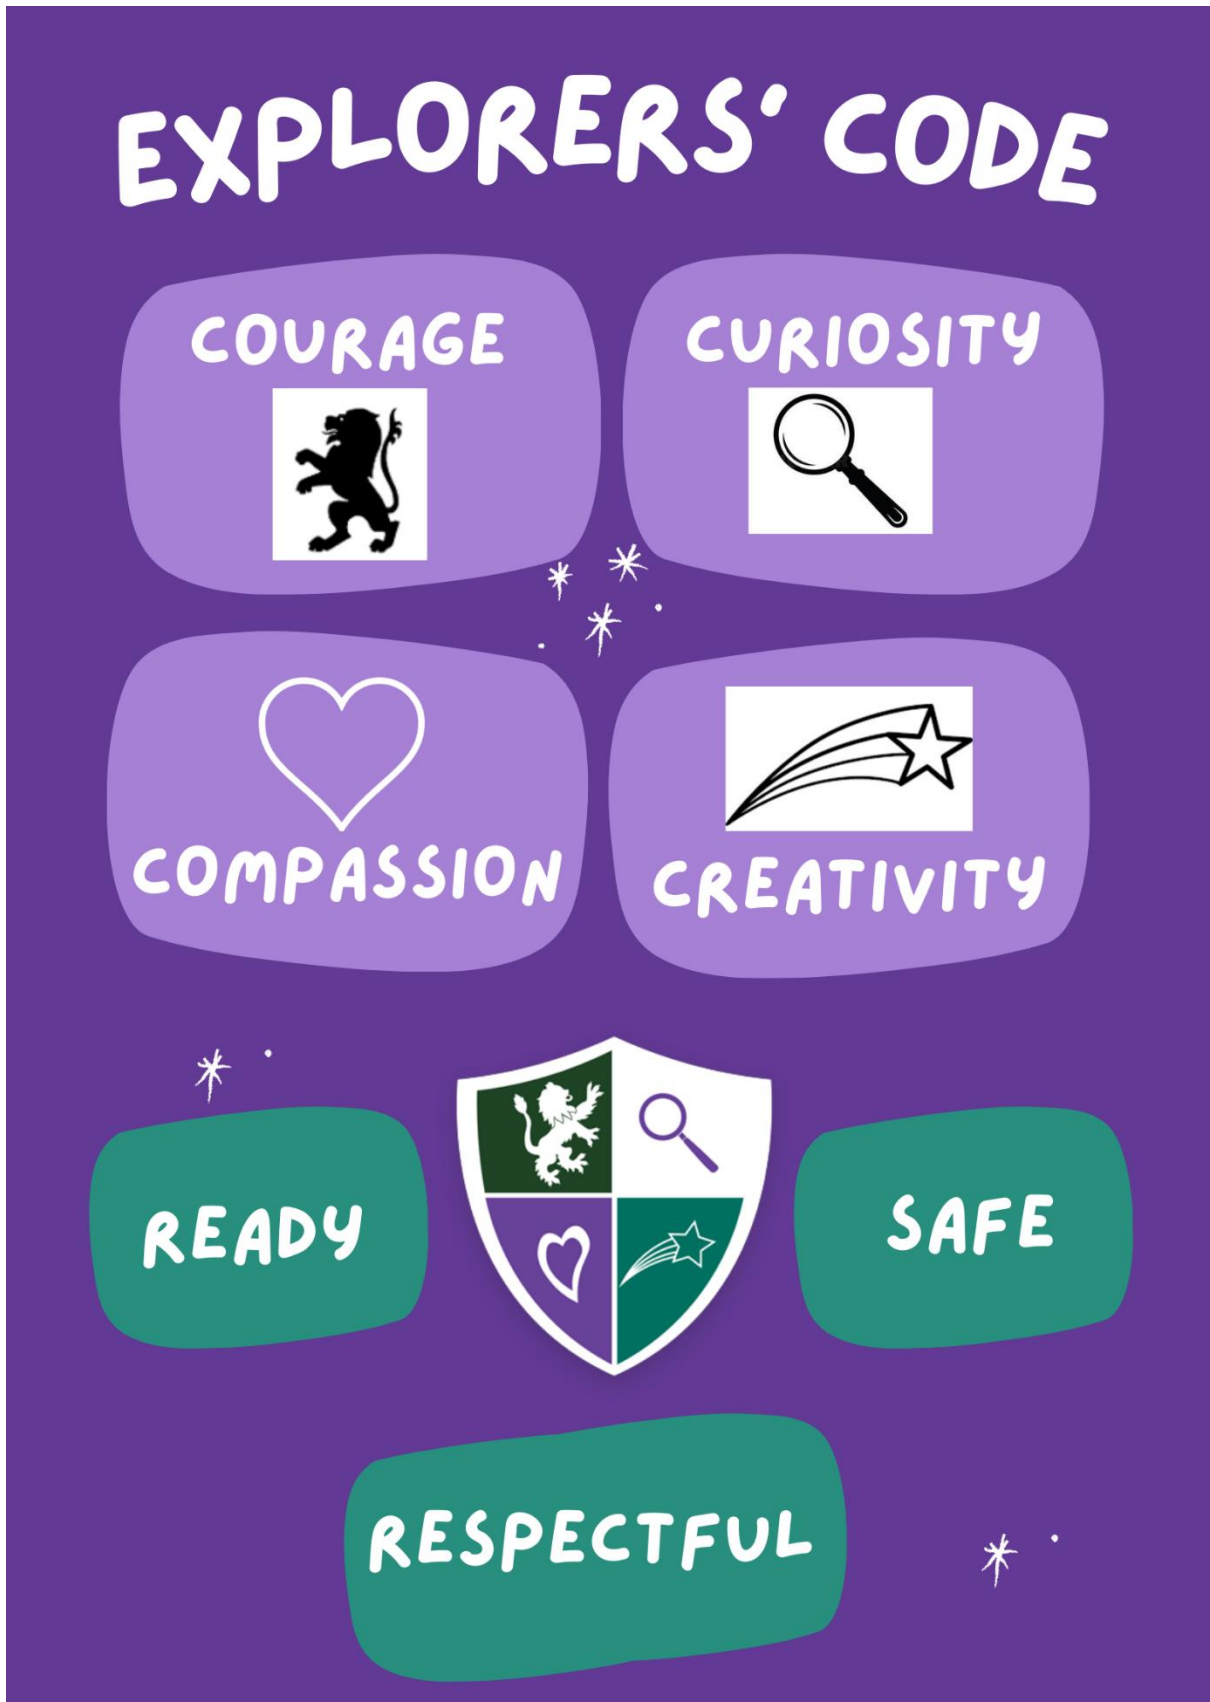 EXPLORERS' CODE
COURAGE
CURIOSITY
COMPASSION
CREATIVITY
READY
SAFE
RESPECTFUL